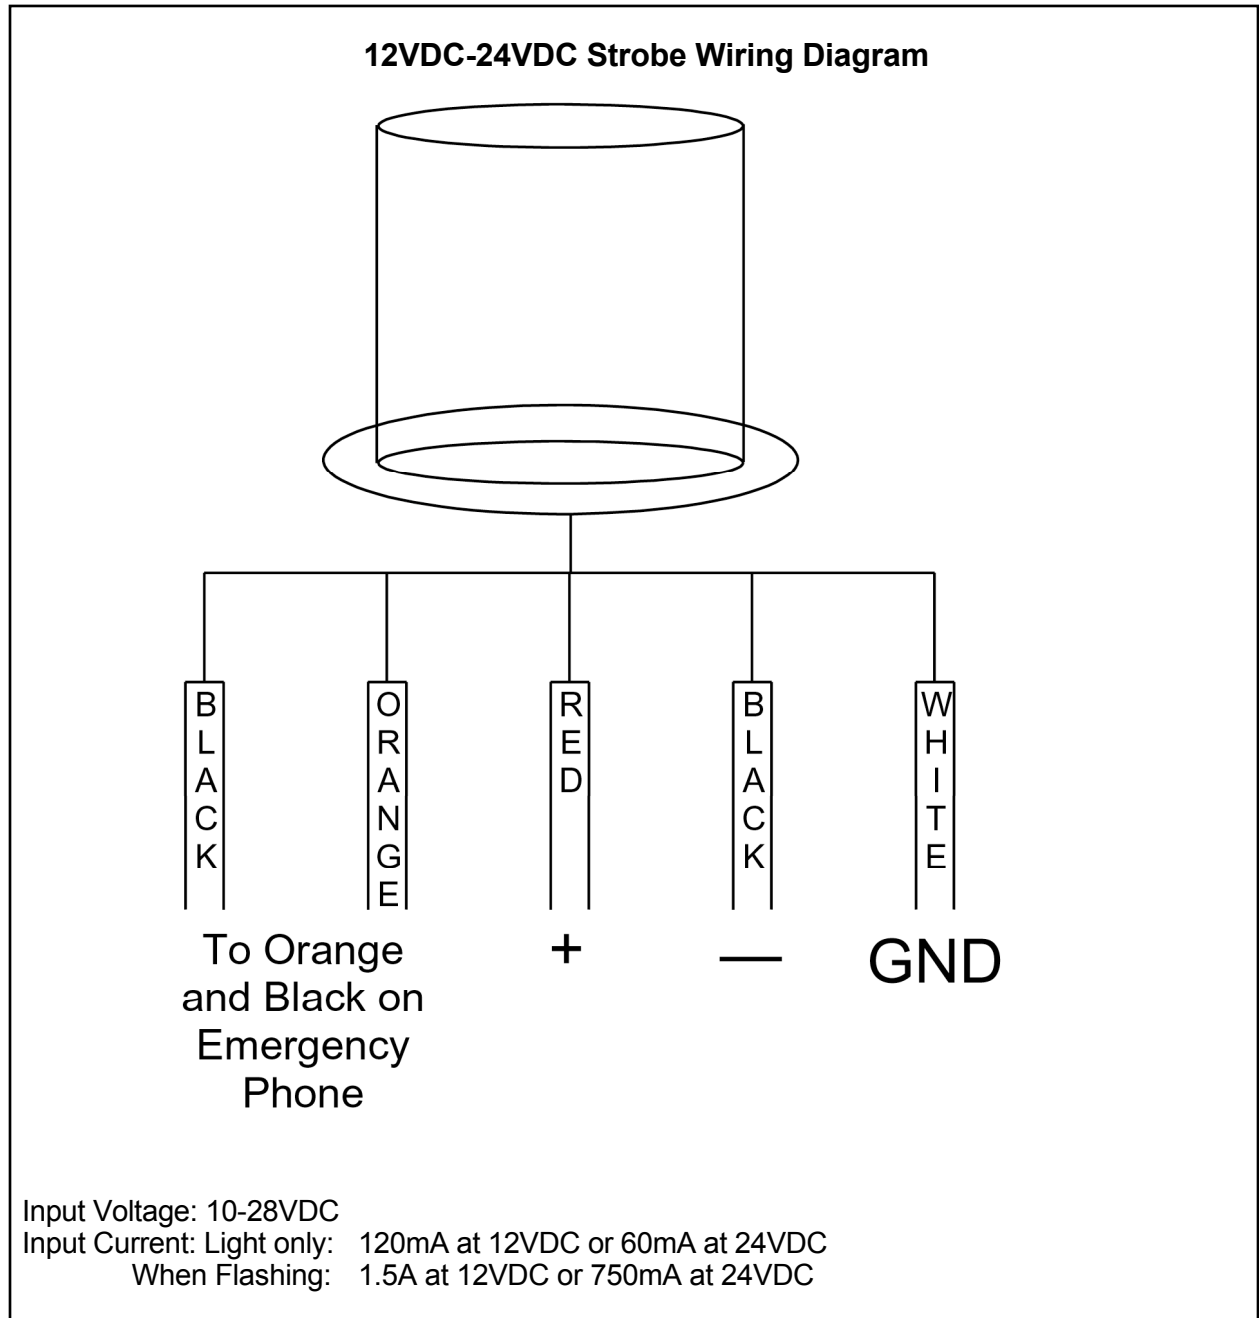 12VDC-24VDC Strobe Wiring Diagram
BLACK
ORANGE
RED
BLACK
WHITE
To Orange
and Black on
Emergency
Phone
+
—
GND
Input Voltage: 10-28VDC
Input Current: Light only: 120mA at 12VDC or 60mA at 24VDC
When Flashing: 1.5A at 12VDC or 750mA at 24VDC